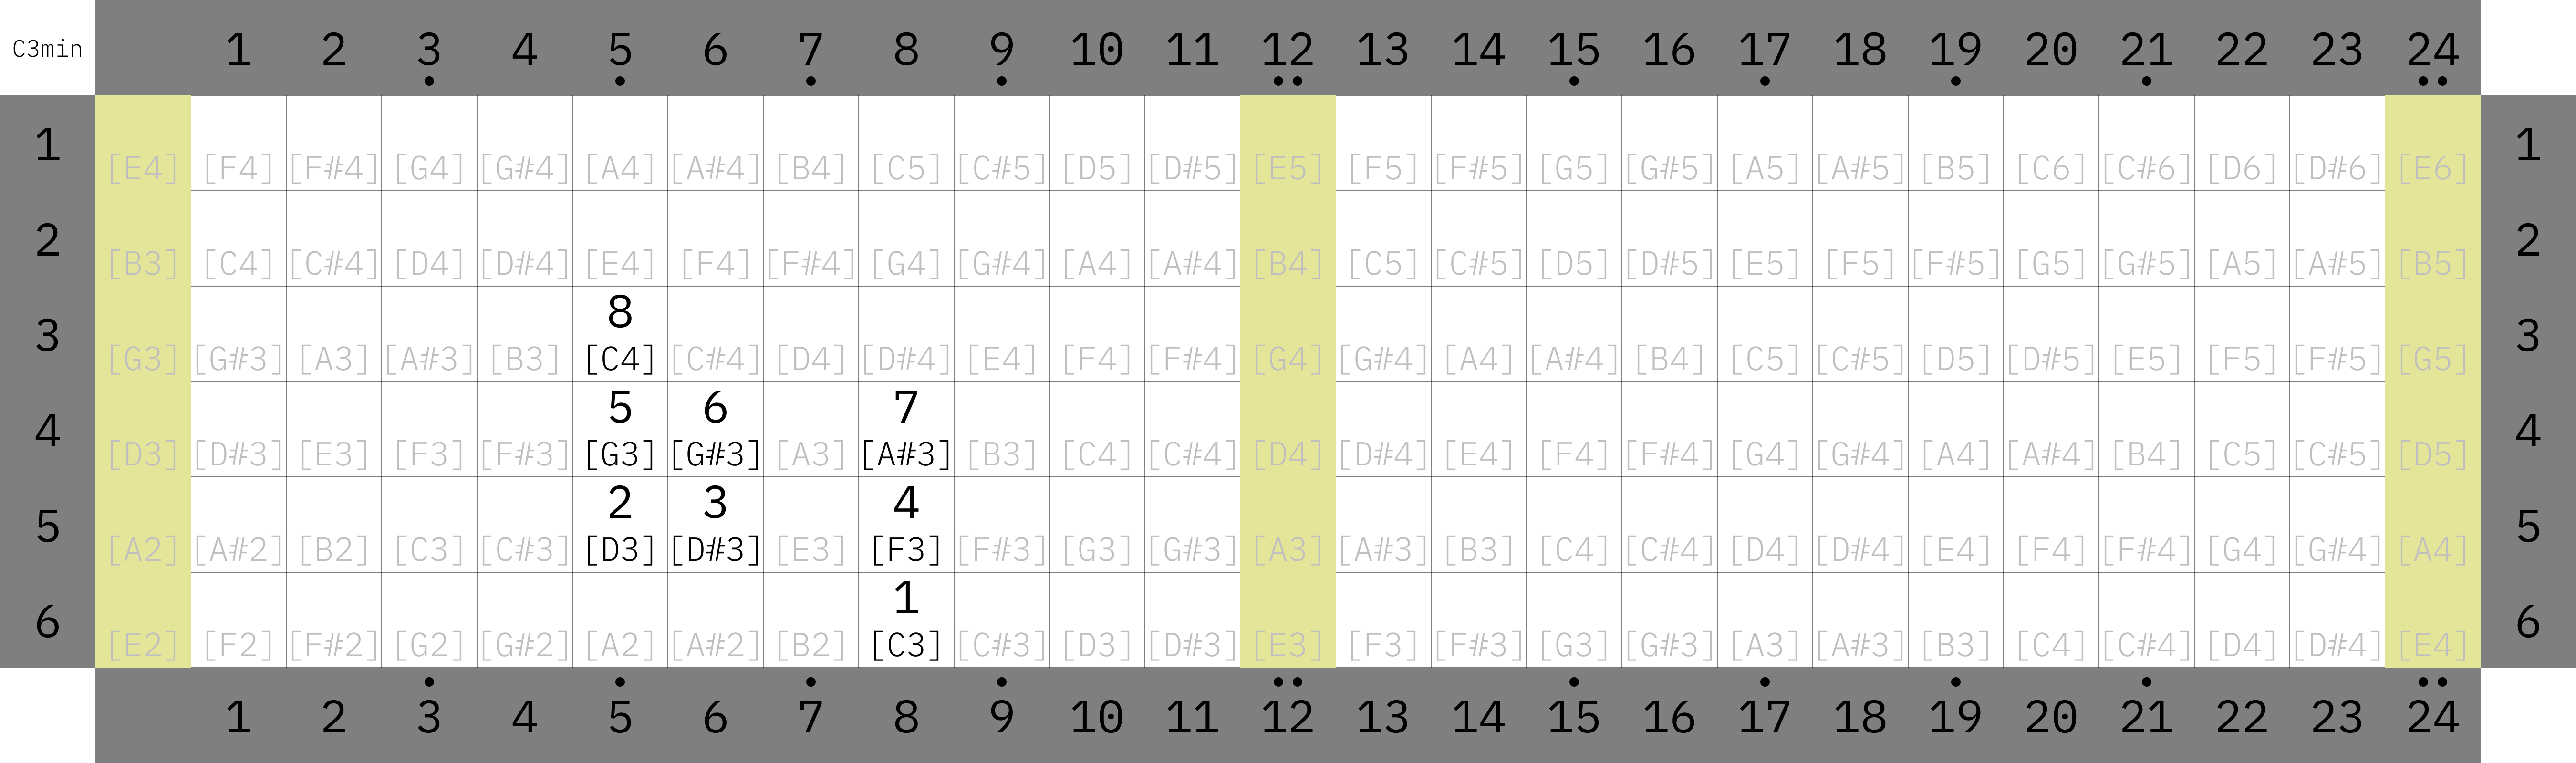 C3min 1 2 3 4 5 6 7 8 9 10 11 12 13 14 15 16 17 18 19 20 21 22 23 24
1 [E4] [F4] [F#4] [G4] [G#4] [A4] [A#4] [B4] [C5] [C#5] [D5] [D#5] [E5] [F5] [F#5] [G5] [G#5] [A5] [A#5] [B5] [C6] [C#6] [D6] [D#6] [E6] 1
2 [B3] [C4] [C#4] [D4] [D#4] [E4] [F4] [F#4] [G4] [G#4] [A4] [A#4] [B4] [C5] [C#5] [D5] [D#5] [E5] [F5] [F#5] [G5] [G#5] [A5] [A#5] [B5] 2
8
3 [G3] [G#3] [A3] [A#3] [B3] [C4] [C#4] [D4] [D#4] [E4] [F4] [F#4] [G4] [G#4] [A4] [A#4] [B4] [C5] [C#5] [D5] [D#5] [E5] [F5] [F#5] [G5] 3
5 6 7
4 [D3] [D#3] [E3] [F3] [F#3] [G3] [G#3] [A3] [A#3] [B3] [C4] [C#4] [D4] [D#4] [E4] [F4] [F#4] [G4] [G#4] [A4] [A#4] [B4] [C5] [C#5] [D5] 4
2 3 4
5 [A2] [A#2] [B2] [C3] [C#3] [D3] [D#3] [E3] [F3] [F#3] [G3] [G#3] [A3] [A#3] [B3] [C4] [C#4] [D4] [D#4] [E4] [F4] [F#4] [G4] [G#4] [A4] 5
1
6 [E2] [F2] [F#2] [G2] [G#2] [A2] [A#2] [B2] [C3] [C#3] [D3] [D#3] [E3] [F3] [F#3] [G3] [G#3] [A3] [A#3] [B3] [C4] [C#4] [D4] [D#4] [E4] 6
1 2 3 4 5 6 7 8 9 10 11 12 13 14 15 16 17 18 19 20 21 22 23 24